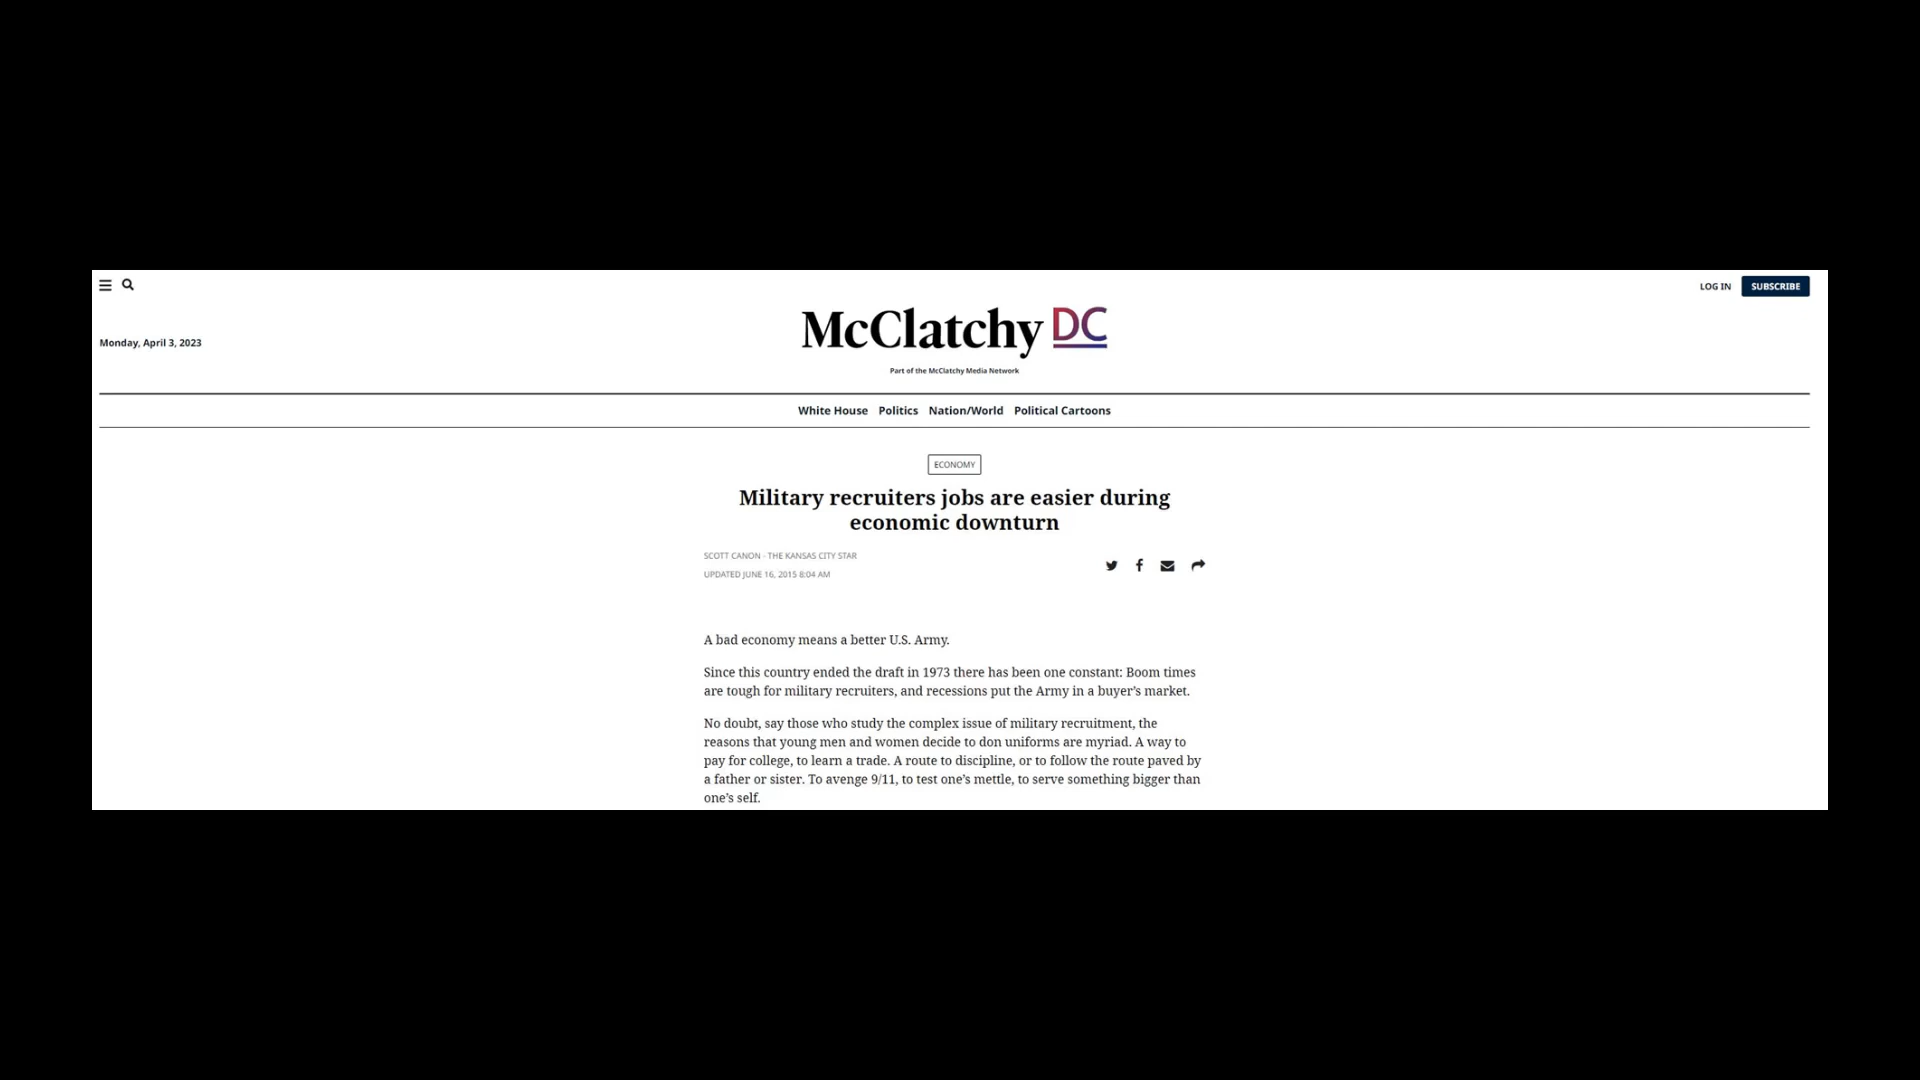 LOG IN SUBSCRIBE
McClatchy DC
Monday, April 3, 2023
Part of the McClatchy Media Network
White House Politics Nation/World Political Cartoons
ECONOMY
Military recruiters jobs are easier during
economic downturn
SCOTT CANON - THE KANSAS CITY STAR
UPDATED JUNE 16, 2015 8:04 AM
A bad economy means a better U.S. Army.
Since this country ended the draft in 1973 there has been one constant: Boom times
are tough for military recruiters, and recessions put the Army in a buyer’s market.
No doubt, say those who study the complex issue of military recruitment, the
reasons that young men and women decide to don uniforms are myriad. A way to
pay for college, to learn a trade. A route to discipline, or to follow the route paved by
a father or sister. To avenge 9/11, to test one’s mettle, to serve something bigger than
one’s self.